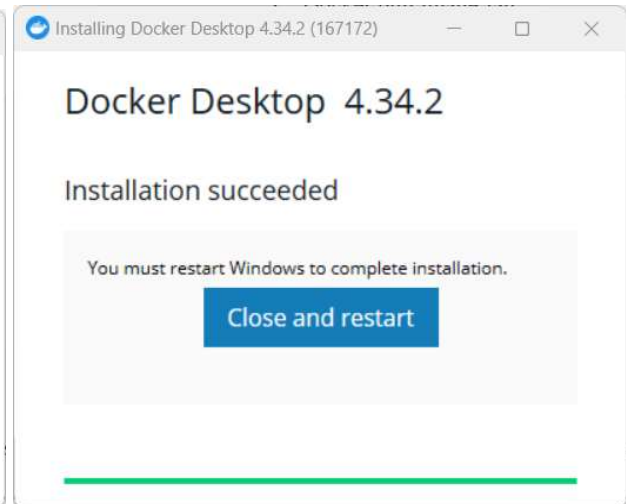 Installing Docker Desktop 4.34.2 (167172)
Docker Desktop 4.34.2
Installation succeeded
You must restart Windows to complete installation.
Close and restart